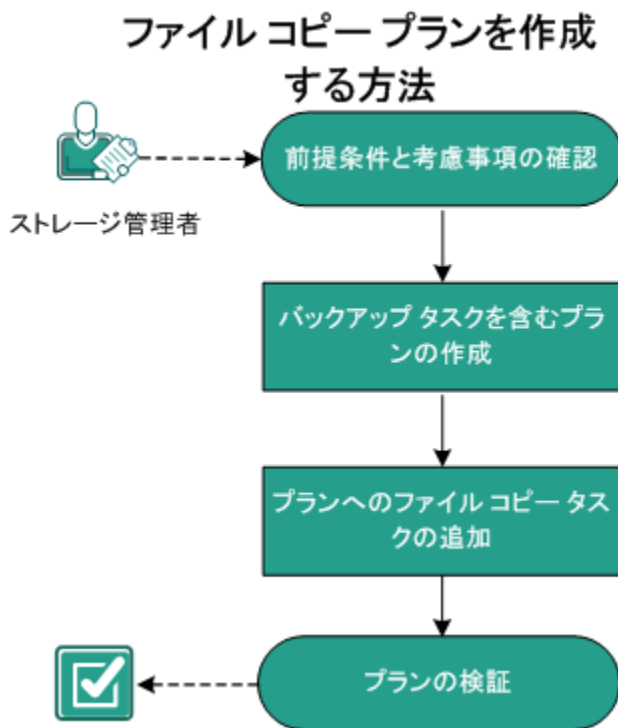 ファイル コピー プランを作成
する方法
前提条件と考慮事項の確認
ストレージ管理者
バックアップ タスクを含むプラ
ンの作成
プランへのファイル コピー タス
クの追加
プランの検証